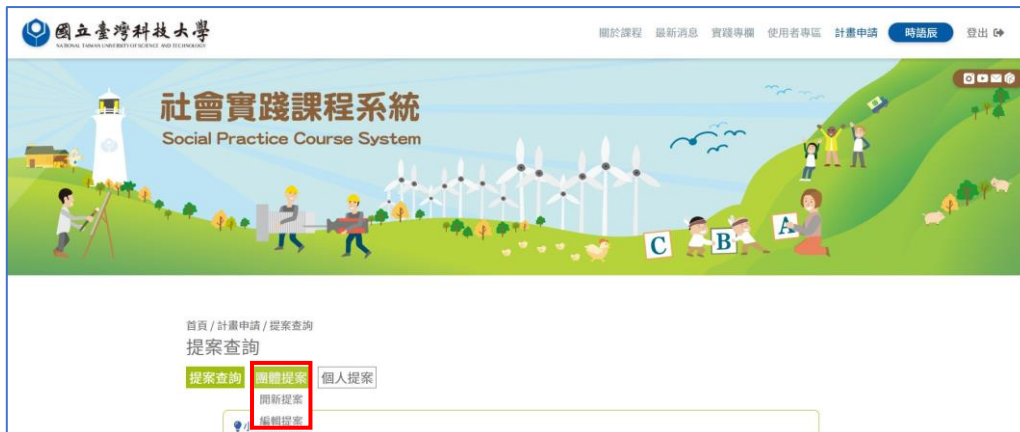 國立臺灣科技大學
NATIONAL TAIWAN UNIVERSITY OF SCIENCE AND TECHNOLOGY
關於課程 最新消息 實踐專欄 使用者專區 計畫申請 時語辰 登出
社會實踐課程系統
Social Practice Course System
C B A
首頁 / 計畫申請 / 提案查詢
提案查詢
提案查詢 團體提案 個人提案
開新提案
小 編輯提案